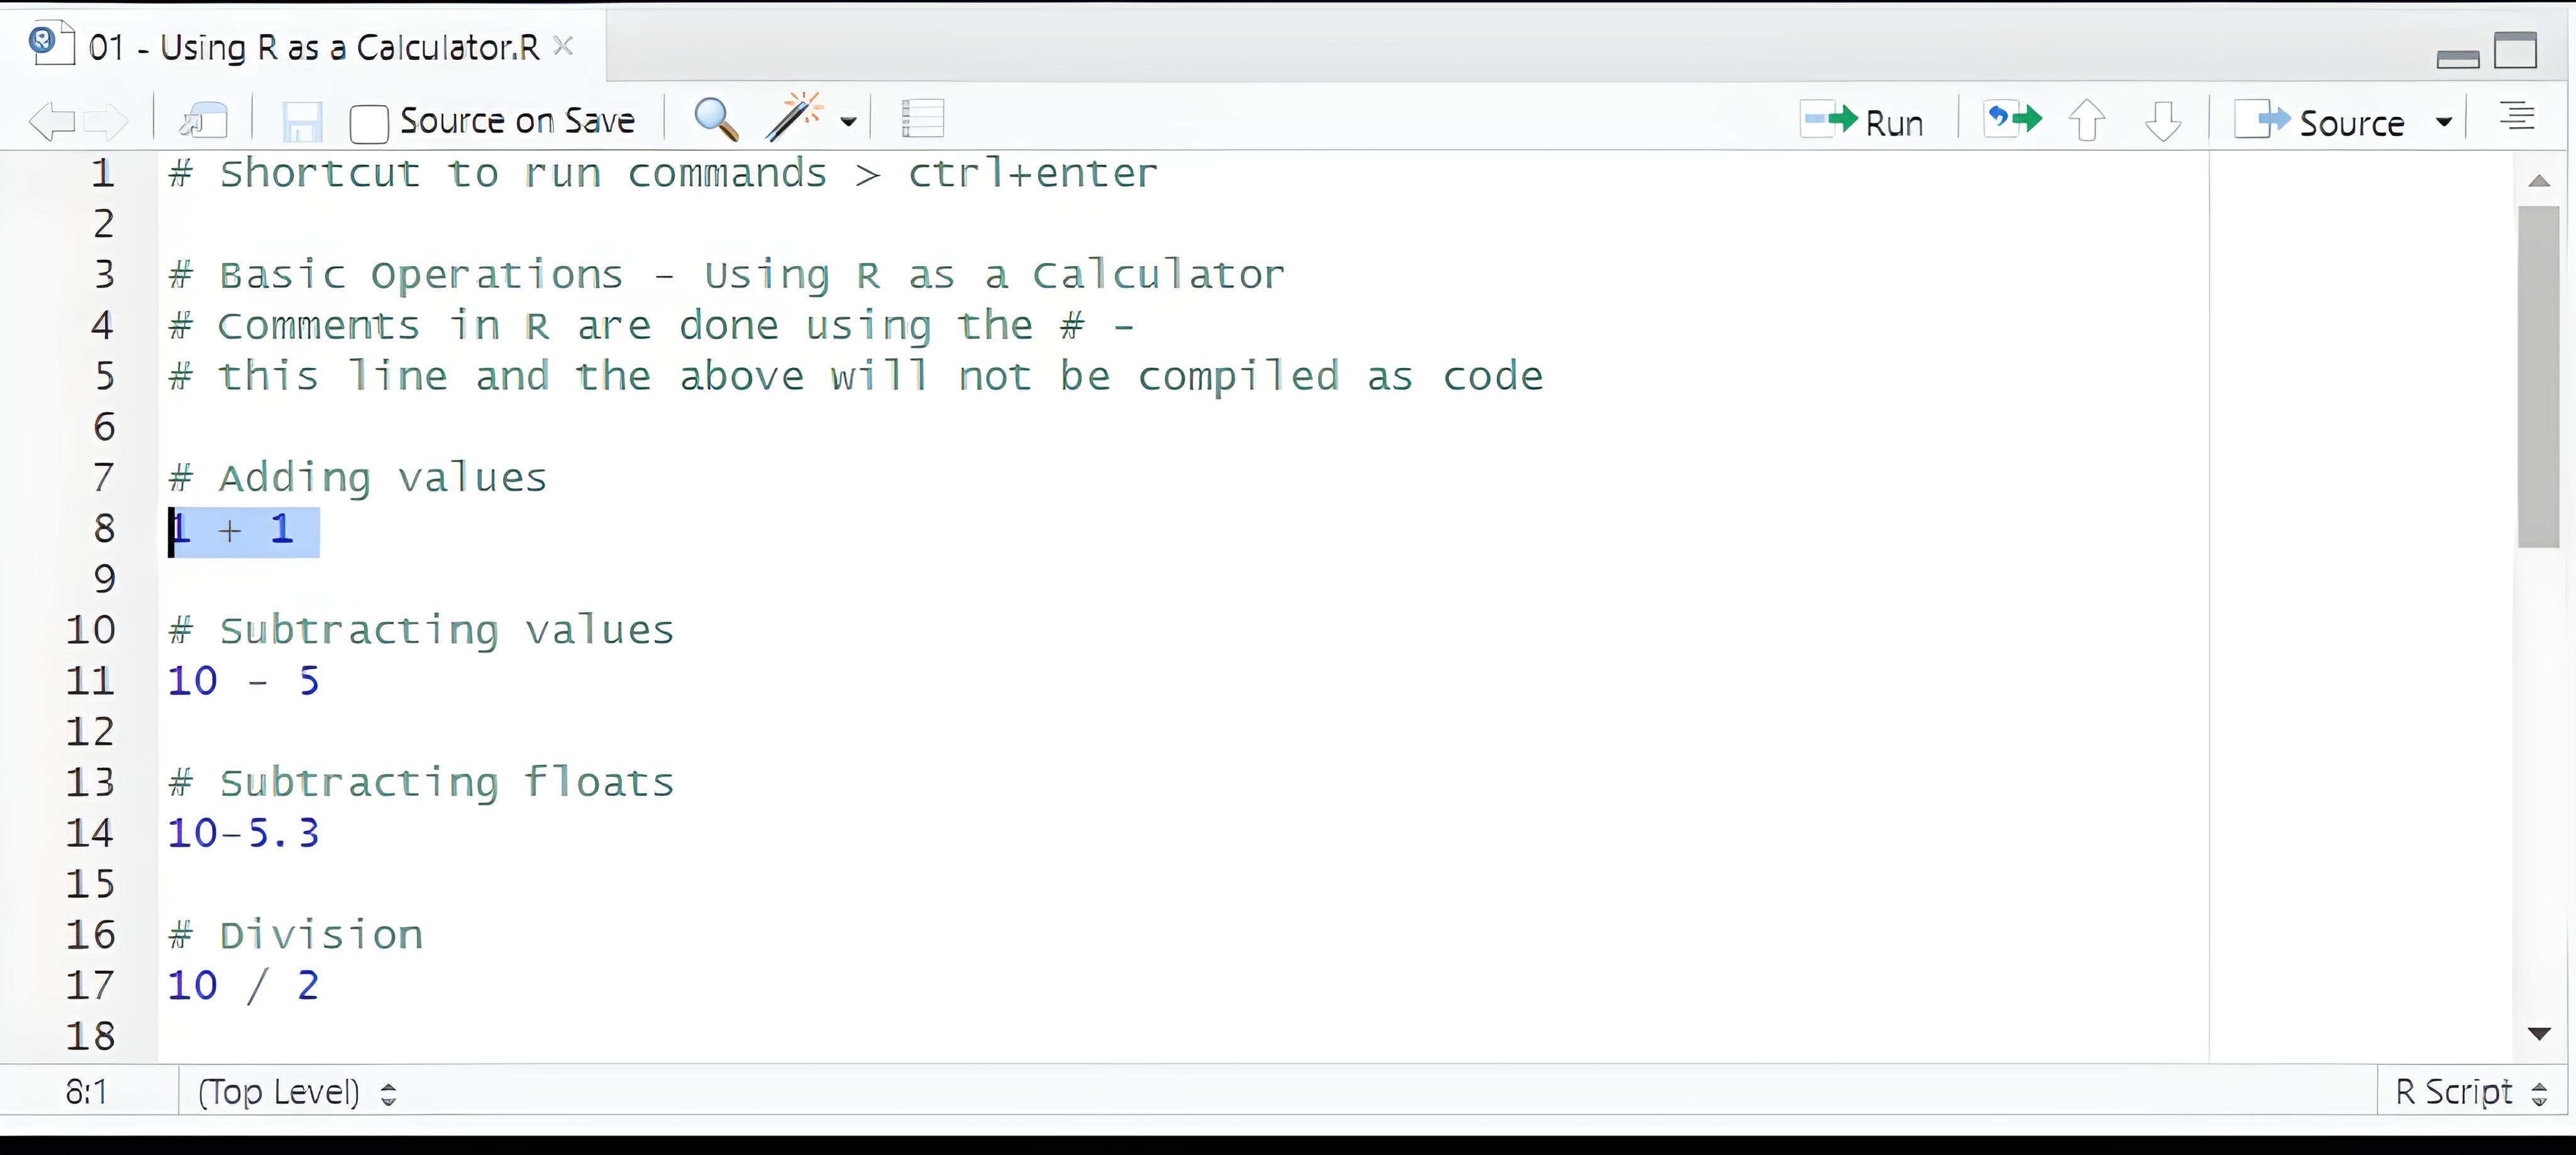 01 - Using R as a Calculator.R
Source on Save
Run
Source
1 # Shortcut to run commands > ctrl+enter
2
3 # Basic Operations - Using R as a Calculator
4 # Comments in R are done using the # -
5 # this line and the above will not be compiled as code
6
7 # Adding values
8 1 + 1
9
10 # Subtracting values
11 10 - 5
12
13 # Subtracting floats
14 10-5.3
15
16 # Division
17 10 / 2
18
8:1 (Top Level) R Script